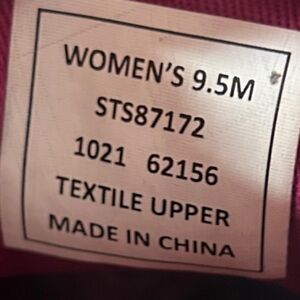 WOMEN'S 9.5M
STS87172
1021 62156
TEXTILE UPPER
MADE IN CHINA